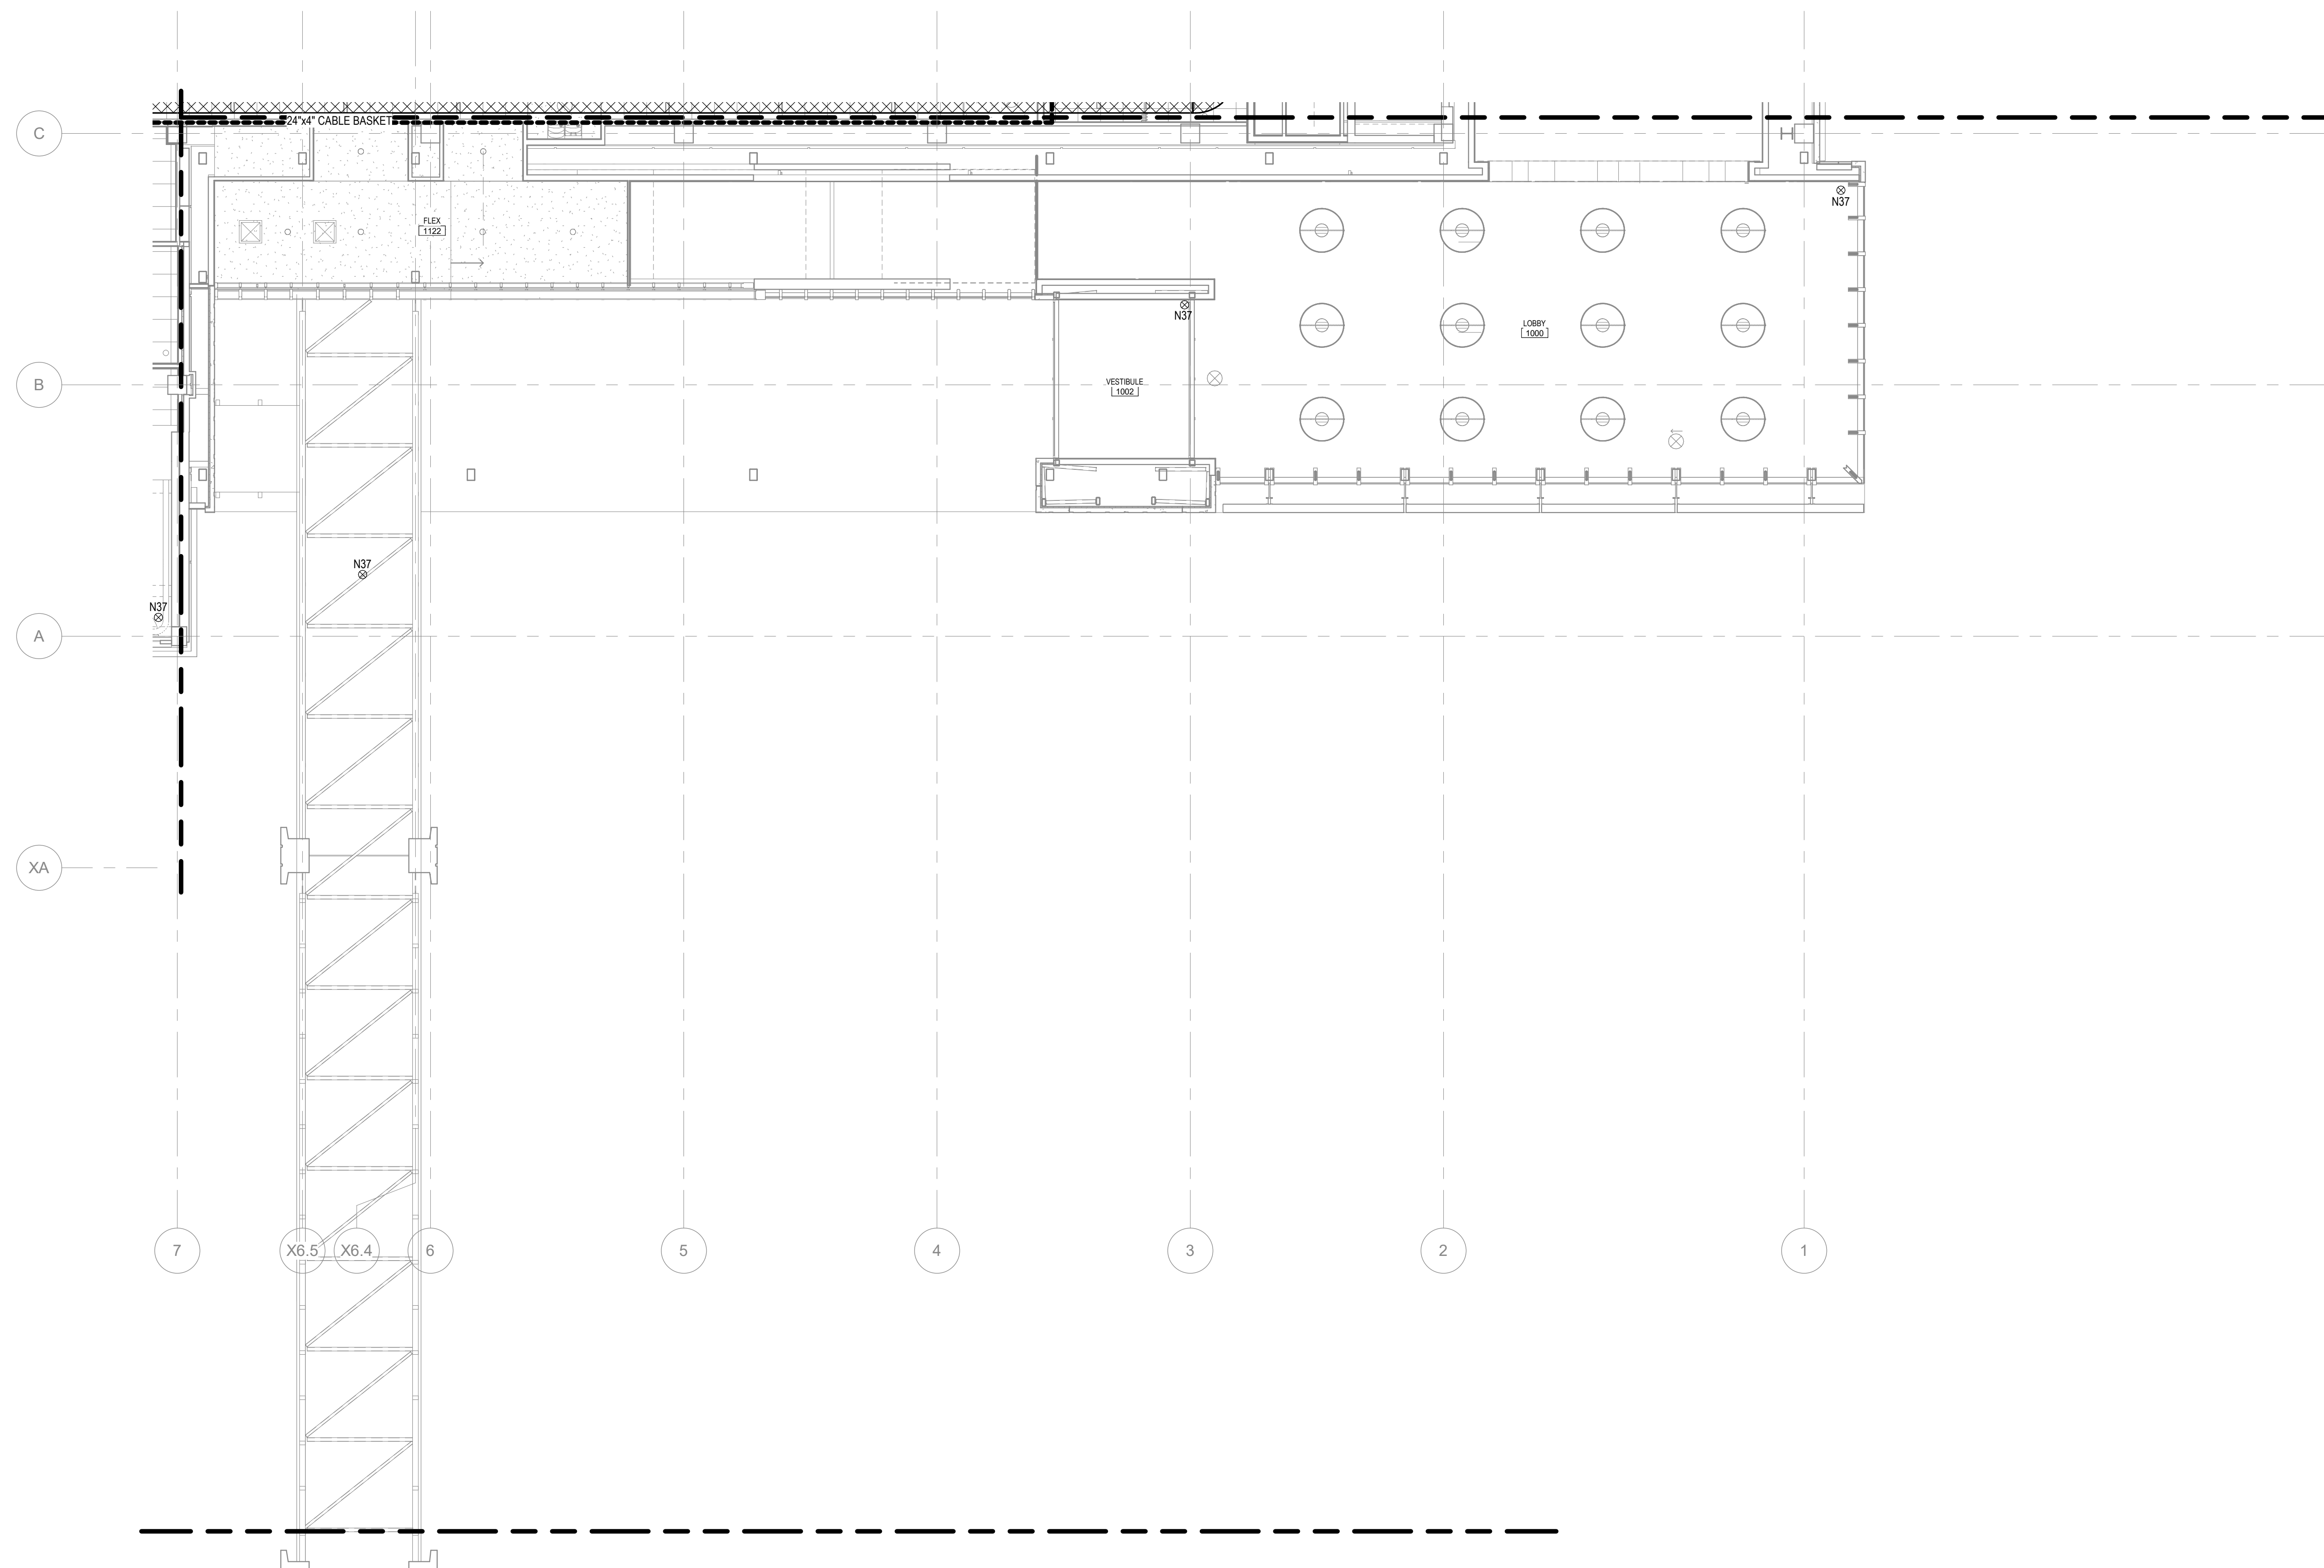 C
24"x4" CABLE BASKET
N37
FLEX
1122
N37
LOBBY
1000
B
VESTIBULE
1002
N37
N37
A
XA
7
X6.5
X6.4
6
5
4
3
2
1